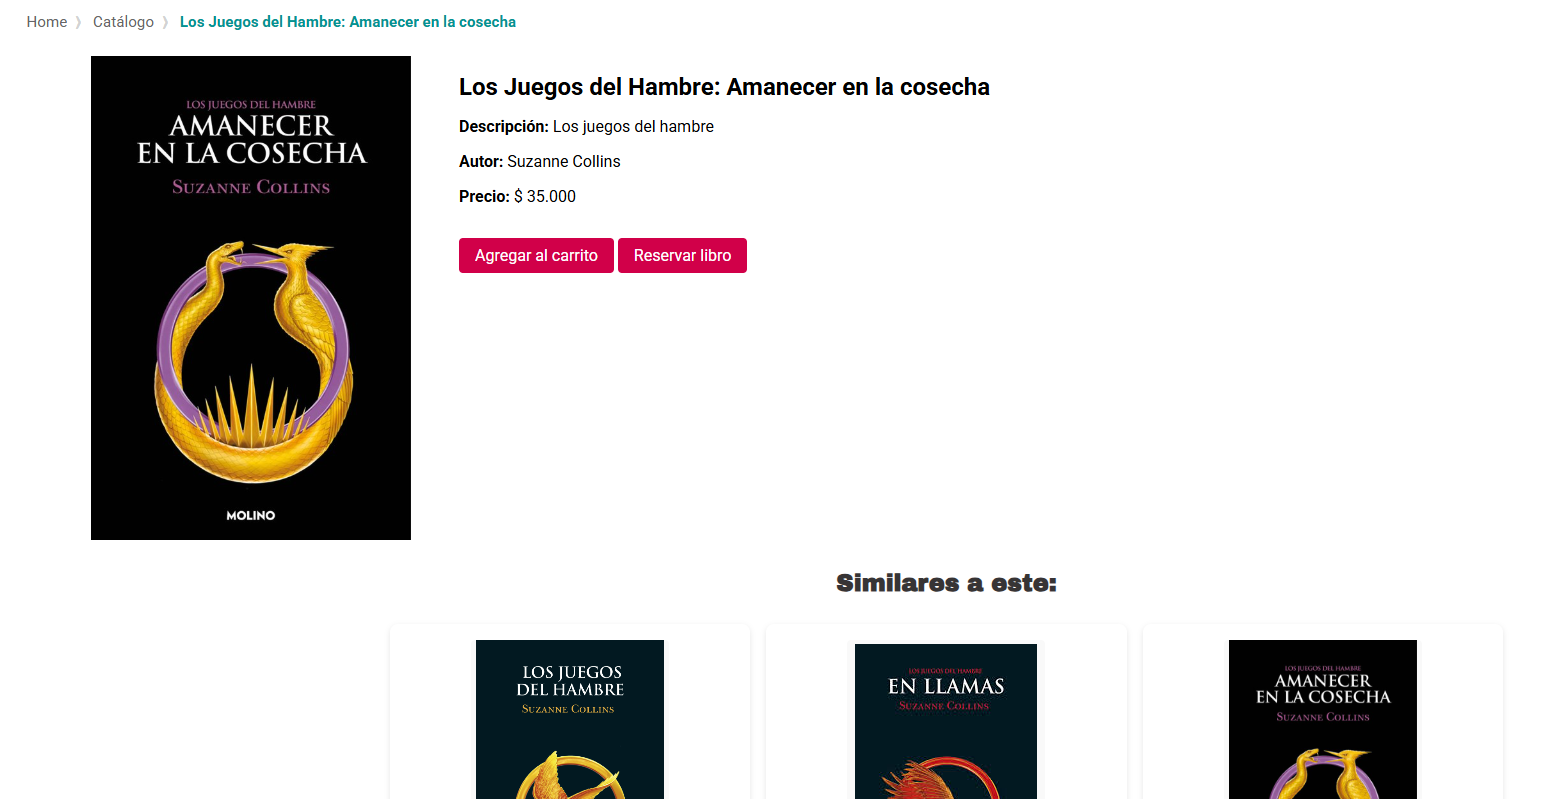 Home 》 Catálogo 》 Los Juegos del Hambre: Amanecer en la cosecha
LOS JUEGOS DEL HAMBRE
AMANECER
EN LA COSECHA
SUZANNE COLLINS
MOLINO
Los Juegos del Hambre: Amanecer en la cosecha
Descripción: Los juegos del hambre
Autor: Suzanne Collins
Precio: $ 35.000
Agregar al carrito Reservar libro
Similares a este:
LOS JUEGOS
DEL HAMBRE
SUZANNE COLLINS
LOS JUEGOS DEL HAMBRE
EN LLAMAS
SUZANNE COLLINS
LOS JUEGOS DEL HAMBRE
AMANECER
EN LA COSECHA
SUZANNE COLLINS